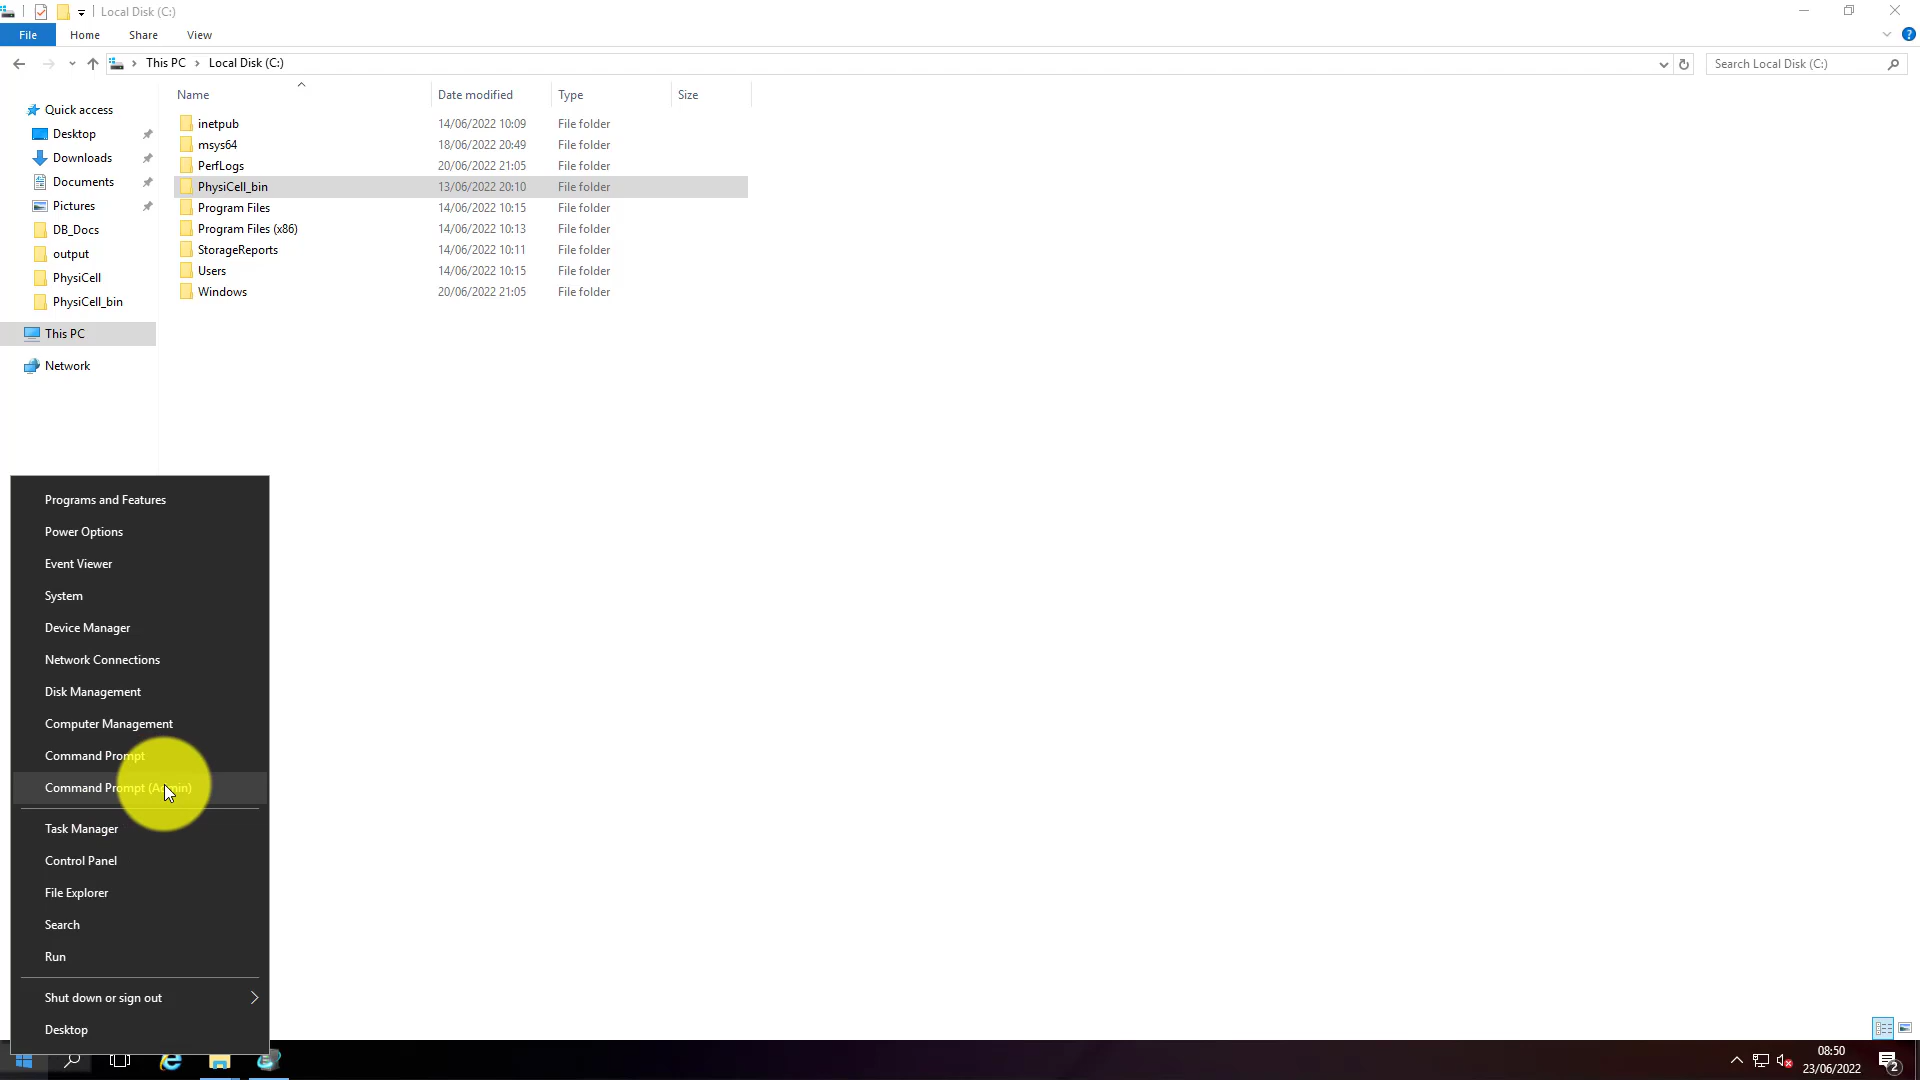 Local Disk (C:)
File Home Share View
This PC Local Disk (C:) Search Local Disk (C:)
Name Date modified Type Size
Quick access
Desktop
Downloads
Documents
Pictures
DB_Docs
output
PhysiCell
PhysiCell_bin
This PC
Network
inetpub 14/06/2022 10:09 File folder
msys64 18/06/2022 20:49 File folder
PerfLogs 20/06/2022 21:05 File folder
PhysiCell_bin 13/06/2022 20:10 File folder
Program Files 14/06/2022 10:15 File folder
Program Files (x86) 14/06/2022 10:13 File folder
StorageReports 14/06/2022 10:11 File folder
Users 14/06/2022 10:15 File folder
Windows 20/06/2022 21:05 File folder
Programs and Features
Power Options
Event Viewer
System
Device Manager
Network Connections
Disk Management
Computer Management
Command Prompt
Command Prompt (Admin)
Task Manager
Control Panel
File Explorer
Search
Run
Shut down or sign out
Desktop
08:50
23/06/2022
2